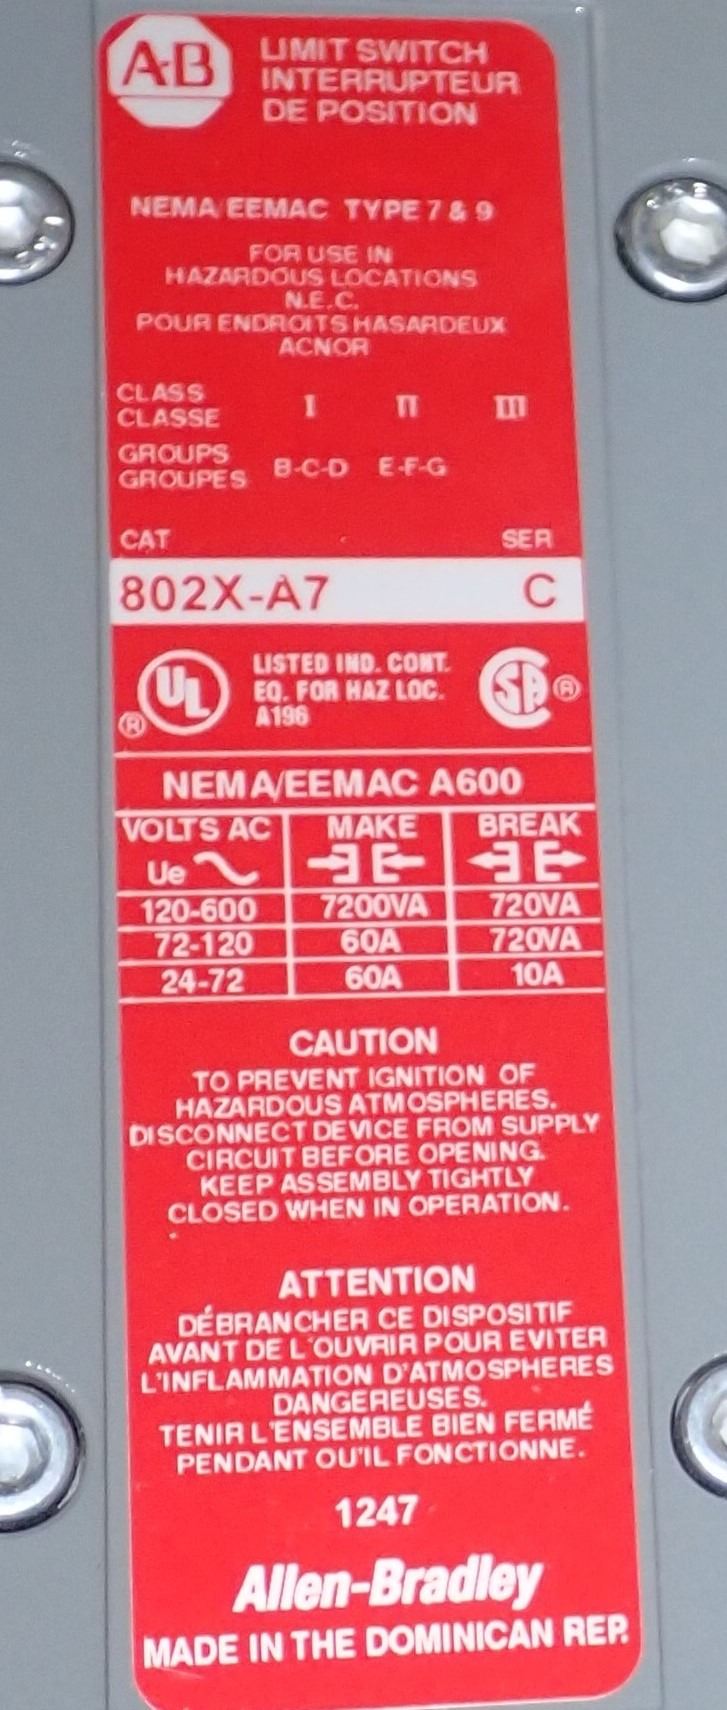 A-B
LIMIT SWITCH
INTERRUPTEUR
DE POSITION
NEMA/EEMAC TYPE 7 & 9
FOR USE IN
HAZARDOUS LOCATIONS
N.E.C.
POUR ENDROITS HASARDEUX
ACNOR
CLASS
CLASSE I II III
GROUPS
GROUPES B-C-D E-F-G
CAT SER
802X-A7 C
UL ®
LISTED IND. CONT.
EQ. FOR HAZ LOC.
A196
SA ®
NEMA/EEMAC A600
VOLTS AC MAKE BREAK
Ue
120-600 7200VA 720VA
72-120 60A 720VA
24-72 60A 10A
CAUTION
TO PREVENT IGNITION OF
HAZARDOUS ATMOSPHERES.
DISCONNECT DEVICE FROM SUPPLY
CIRCUIT BEFORE OPENING.
KEEP ASSEMBLY TIGHTLY
CLOSED WHEN IN OPERATION.
ATTENTION
DÉBRANCHER CE DISPOSITIF
AVANT DE L'OUVRIR POUR EVITER
L'INFLAMMATION D'ATMOSPHERES
DANGEREUSES.
TENIR L'ENSEMBLE BIEN FERMÉ
PENDANT OU'IL FONCTIONNE.
1247
Allen-Bradley
MADE IN THE DOMINICAN REP.